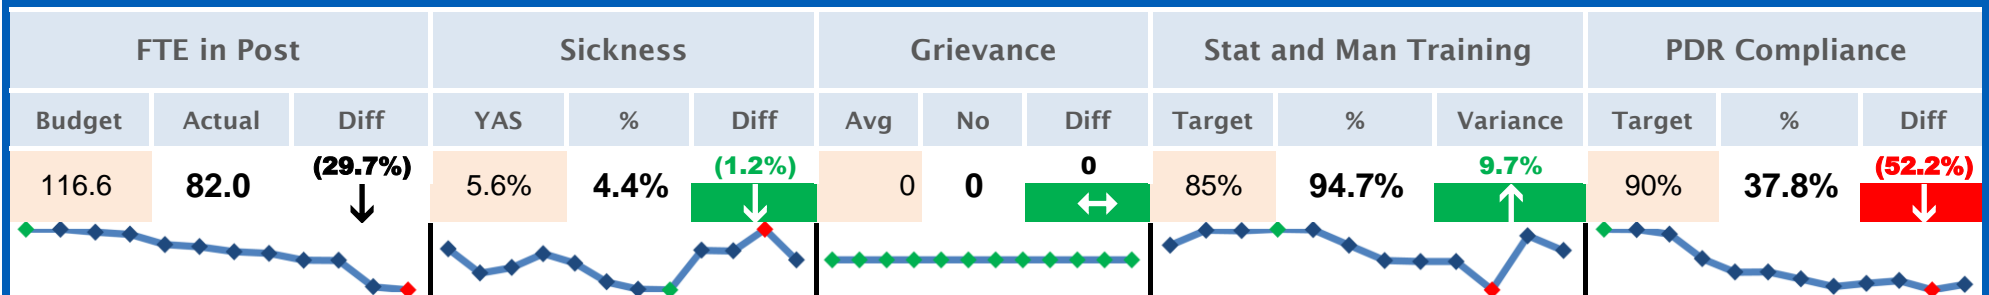 FTE in Post Sickness Grievance Stat and Man Training PDR Compliance
Budget Actual Diff YAS % Diff Avg No Diff Target % Variance Target % Diff
116.6 82.0 (29.7%) 5.6% 4.4% (1.2%) 0 0 0 85% 94.7% 9.7% 90% 37.8% (52.2%)